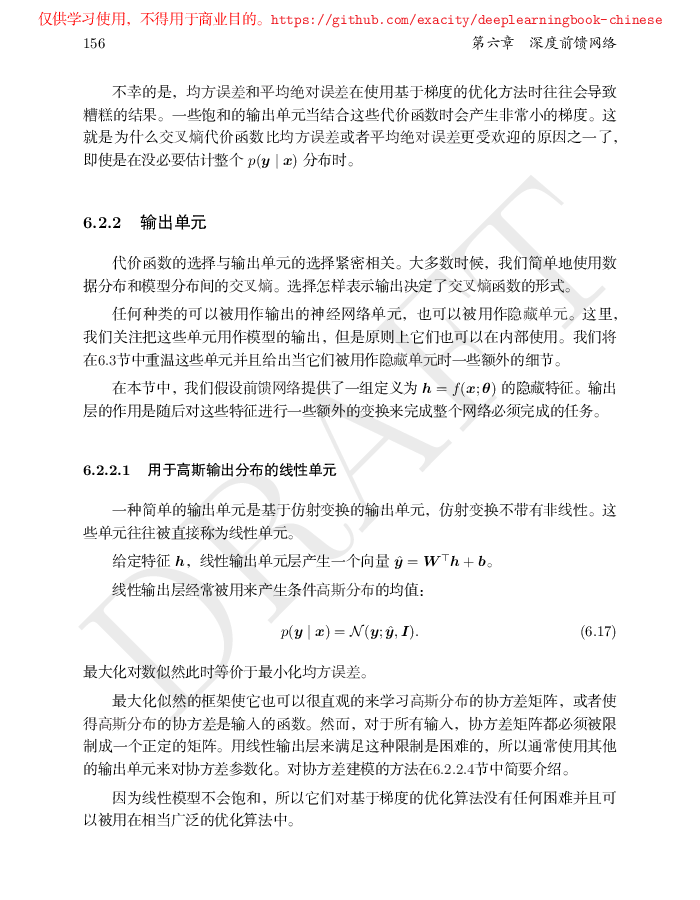 仅供学习使用，不得用于商业目的。https://github.com/exacity/deeplearningbook-chinese
156 第六章 深度前馈网络
不幸的是，均方误差和平均绝对误差在使用基于梯度的优化方法时往往会导致
糟糕的结果。一些饱和的输出单元当结合这些代价函数时会产生非常小的梯度。这
就是为什么交叉熵代价函数比均方误差或者平均绝对误差更受欢迎的原因之一了，
即使是在没必要估计整个 p(y | x) 分布时。
6.2.2 输出单元
代价函数的选择与输出单元的选择紧密相关。大多数时候，我们简单地使用数
据分布和模型分布间的交叉熵。选择怎样表示输出决定了交叉熵函数的形式。
任何种类的可以被用作输出的神经网络单元，也可以被用作隐藏单元。这里，
我们关注把这些单元用作模型的输出，但是原则上它们也可以在内部使用。我们将
在6.3节中重温这些单元并且给出当它们被用作隐藏单元时一些额外的细节。
在本节中，我们假设前馈网络提供了一组定义为 h = f(x; θ) 的隐藏特征。输出
层的作用是随后对这些特征进行一些额外的变换来完成整个网络必须完成的任务。
6.2.2.1 用于高斯输出分布的线性单元
一种简单的输出单元是基于仿射变换的输出单元，仿射变换不带有非线性。这
些单元往往被直接称为线性单元。
给定特征 h，线性输出单元层产生一个向量 ŷ = W⊤h + b。
线性输出层经常被用来产生条件高斯分布的均值：
p(y | x) = N(y; ŷ, I). (6.17)
最大化对数似然此时等价于最小化均方误差。
最大化似然的框架使它也可以很直观的来学习高斯分布的协方差矩阵，或者使
得高斯分布的协方差是输入的函数。然而，对于所有输入，协方差矩阵都必须被限
制成一个正定的矩阵。用线性输出层来满足这种限制是困难的，所以通常使用其他
的输出单元来对协方差参数化。对协方差建模的方法在6.2.2.4节中简要介绍。
因为线性模型不会饱和，所以它们对基于梯度的优化算法没有任何困难并且可
以被用在相当广泛的优化算法中。
DRAFT